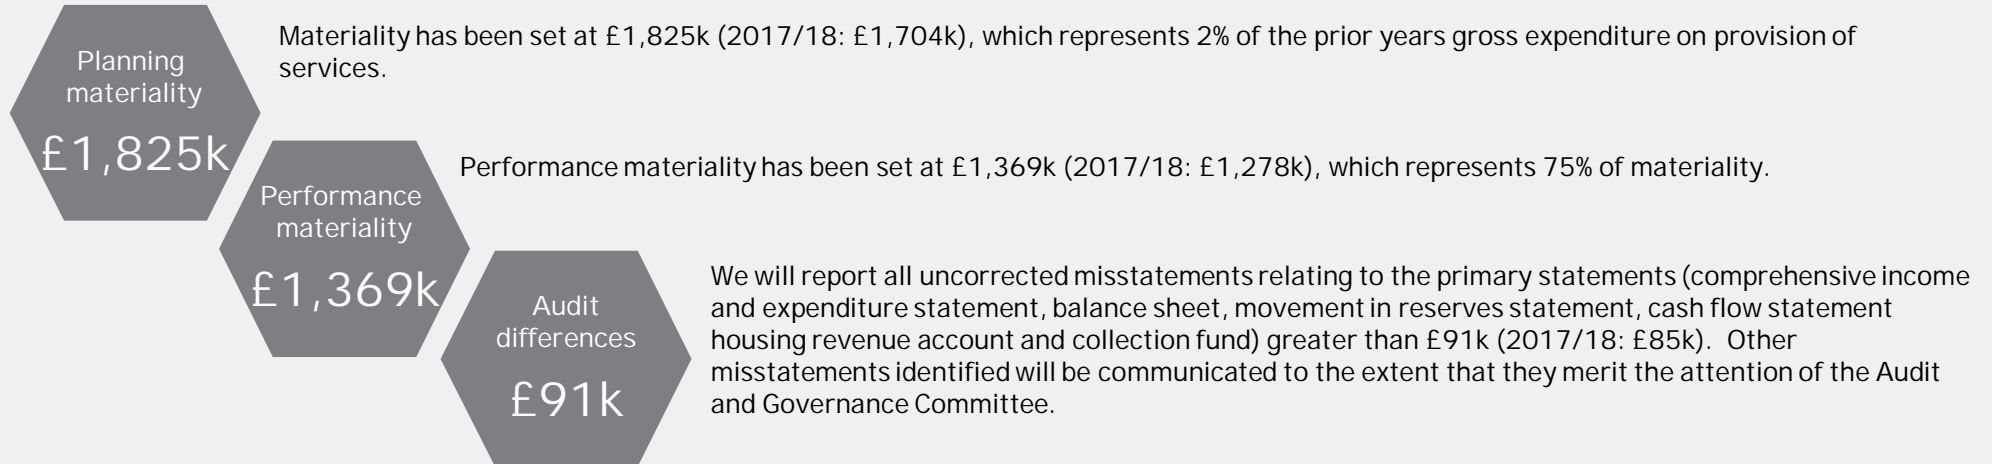 Planning
materiality
£1,825k
Materiality has been set at £1,825k (2017/18: £1,704k), which represents 2% of the prior years gross expenditure on provision of
services.
Performance
materiality
£1,369k
Performance materiality has been set at £1,369k (2017/18: £1,278k), which represents 75% of materiality.
Audit
differences
£91k
We will report all uncorrected misstatements relating to the primary statements (comprehensive income
and expenditure statement, balance sheet, movement in reserves statement, cash flow statement
housing revenue account and collection fund) greater than £91k (2017/18: £85k).  Other
misstatements identified will be communicated to the extent that they merit the attention of the Audit
and Governance Committee.